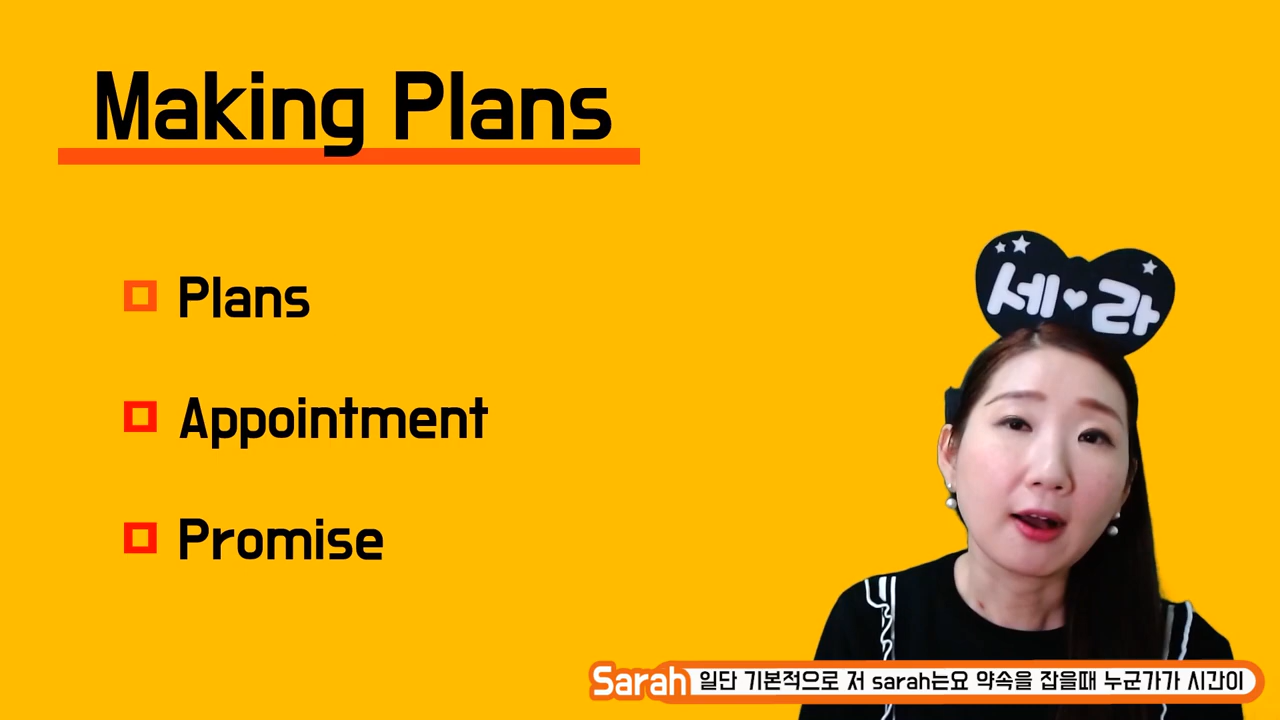 Making Plans
Plans
Appointment
Promise
세♥라
Sarah 일단 기본적으로 저 sarah는요 약속을 잡을때 누군가가 시간이